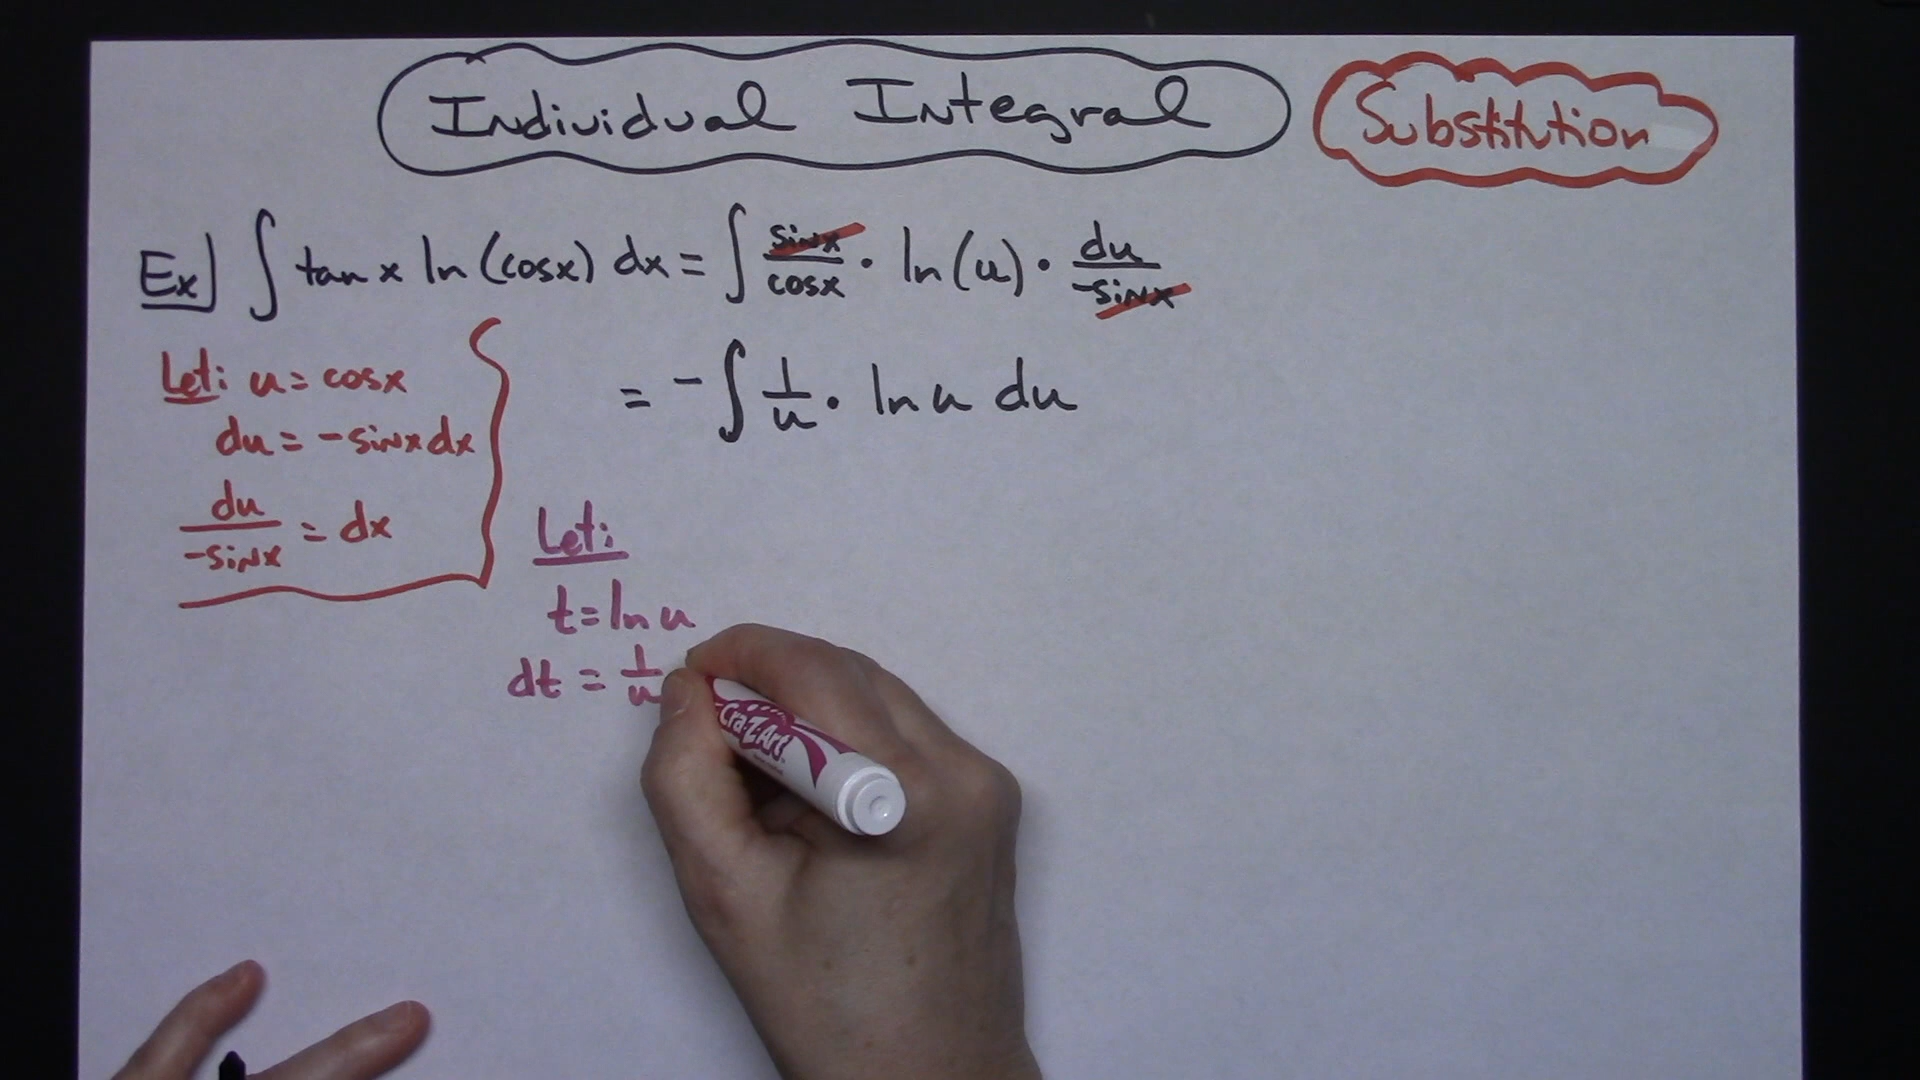 Individual Integral
Substitution
Ex] ∫ tan x ln (cosx) dx = ∫ sinx/cosx · ln(u) · du/-sinx
= -∫ 1/u · ln u du
Let: u = cosx
du = -sinx dx
du/-sinx = dx
Let:
t = ln u
dt = 1/u
Cra-Z-Art